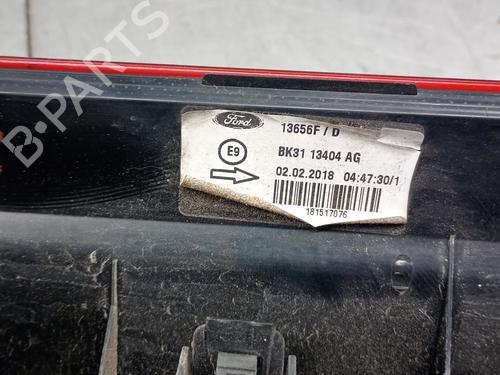 Ford
13656F / D
E9
BK31 13404 AG
02.02.2018 04:47:30/1
181517076
B-PARTS